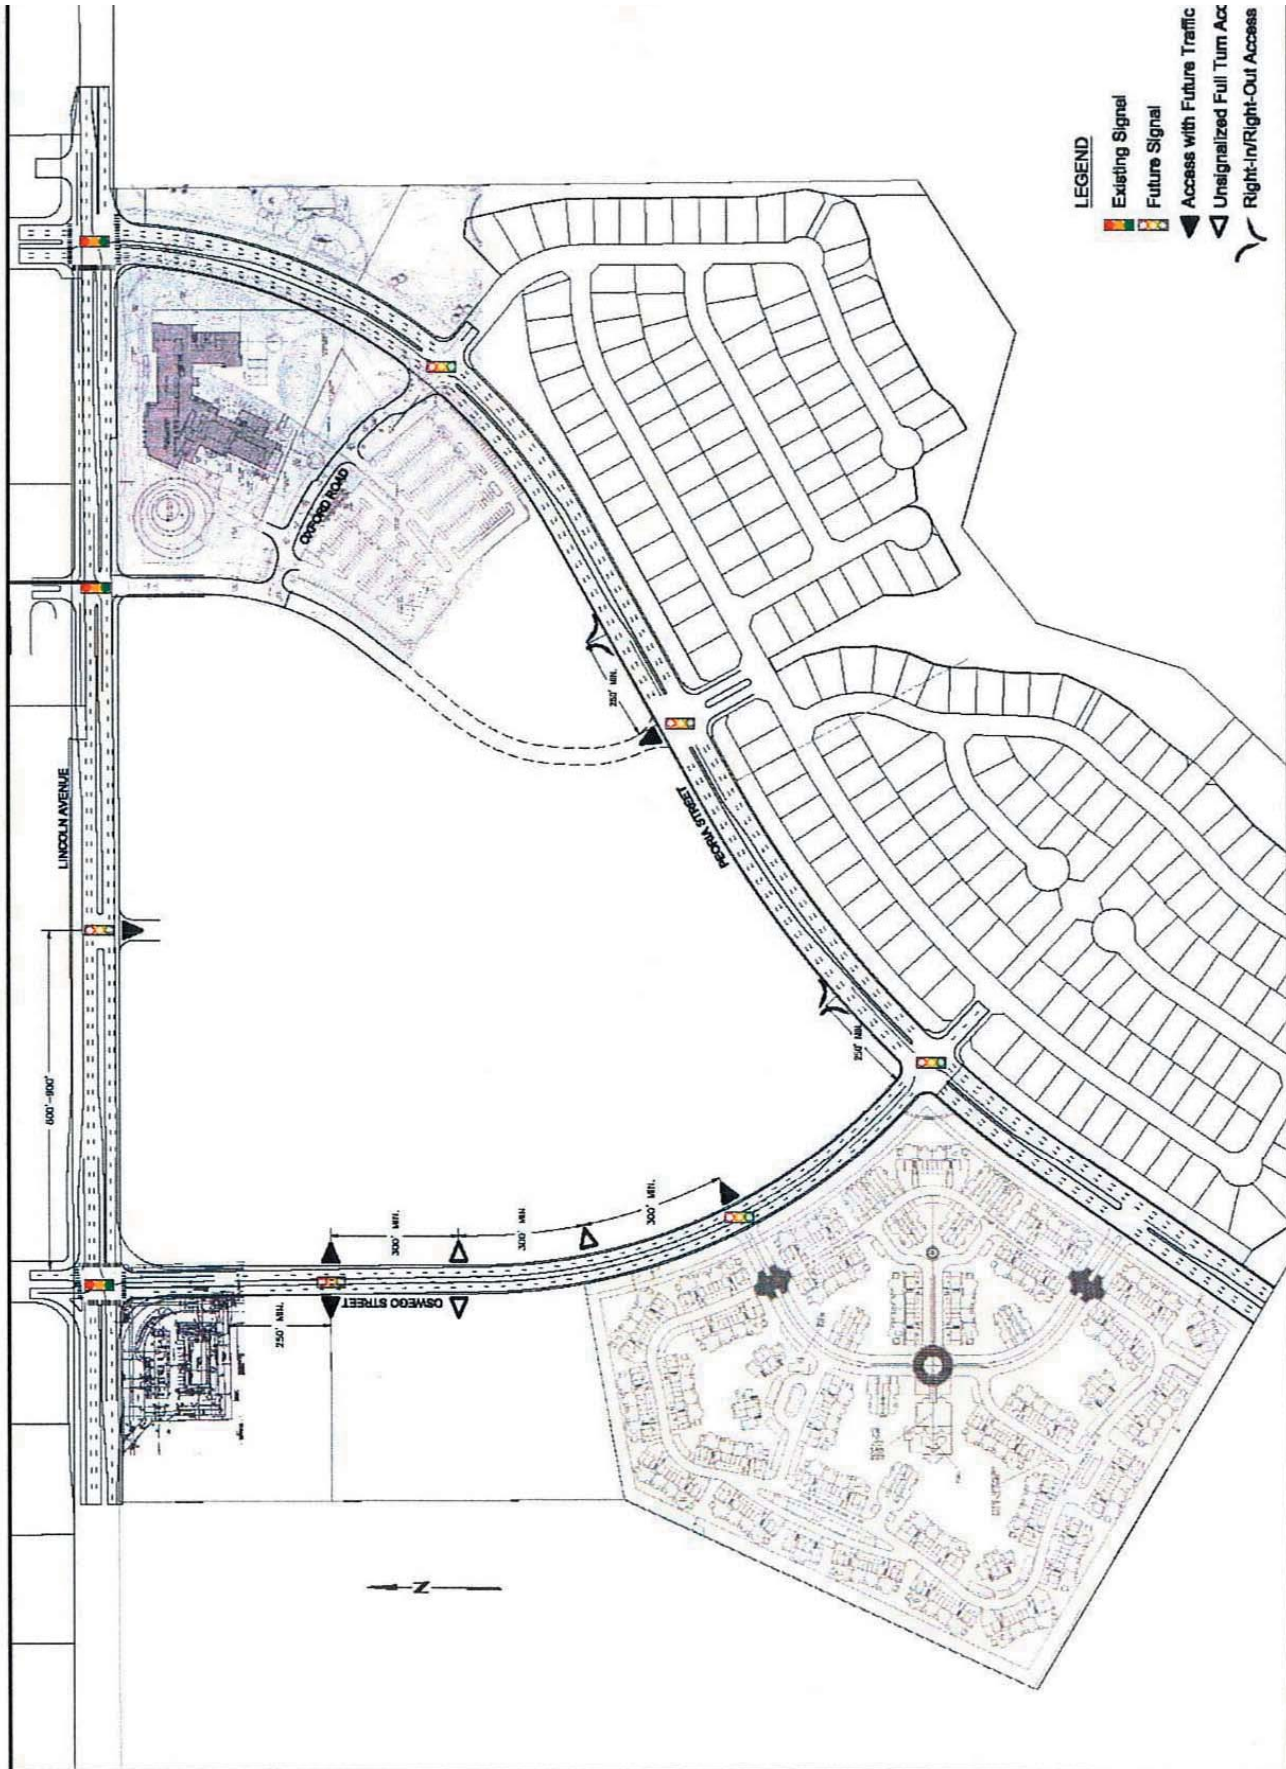 LINCOLN AVENUE
800'-900'
OXFORD ROAD
250' MIN.
PEORIA STREET
250' MIN.
300' MIN.
300' MIN.
300' MIN.
OSWEGO STREET
250' MIN.
N
LEGEND
Existing Signal
Future Signal
Access with Future Traffic
Unsignalized Full Turn Acc
Right-In/Right-Out Access